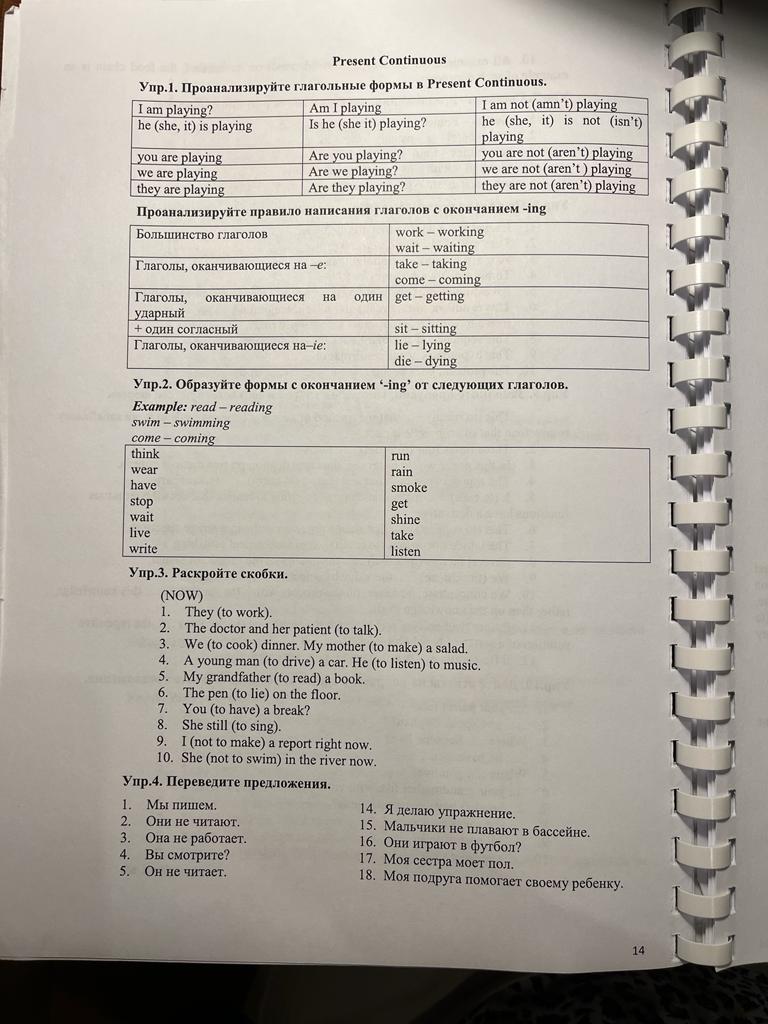 Present Continuous
Упр.1. Проанализируйте глагольные формы в Present Continuous.
I am playing? Am I playing I am not (amn't) playing
he (she, it) is playing Is he (she it) playing? he (she, it) is not (isn't)
playing
you are playing Are you playing? you are not (aren't) playing
we are playing Are we playing? we are not (aren't ) playing
they are playing Are they playing? they are not (aren't) playing
Проанализируйте правило написания глаголов с окончанием -ing
Большинство глаголов work – working
wait – waiting
Глаголы, оканчивающиеся на –е: take – taking
come – coming
Глаголы, оканчивающиеся на один get – getting
ударный
+ один согласный sit – sitting
Глаголы, оканчивающиеся на–ie: lie – lying
die – dying
Упр.2. Образуйте формы с окончанием ‘-ing’ от следующих глаголов.
Example: read – reading
swim – swimming
come – coming
think run
wear rain
have smoke
stop get
wait shine
live take
write listen
Упр.3. Раскройте скобки.
(NOW)
1. They (to work).
2. The doctor and her patient (to talk).
3. We (to cook) dinner. My mother (to make) a salad.
4. A young man (to drive) a car. He (to listen) to music.
5. My grandfather (to read) a book.
6. The pen (to lie) on the floor.
7. You (to have) a break?
8. She still (to sing).
9. I (not to make) a report right now.
10. She (not to swim) in the river now.
Упр.4. Переведите предложения.
1. Мы пишем.
2. Они не читают.
3. Она не работает.
4. Вы смотрите?
5. Он не читает.
14. Я делаю упражнение.
15. Мальчики не плавают в бассейне.
16. Они играют в футбол?
17. Моя сестра моет пол.
18. Моя подруга помогает своему ребенку.
14